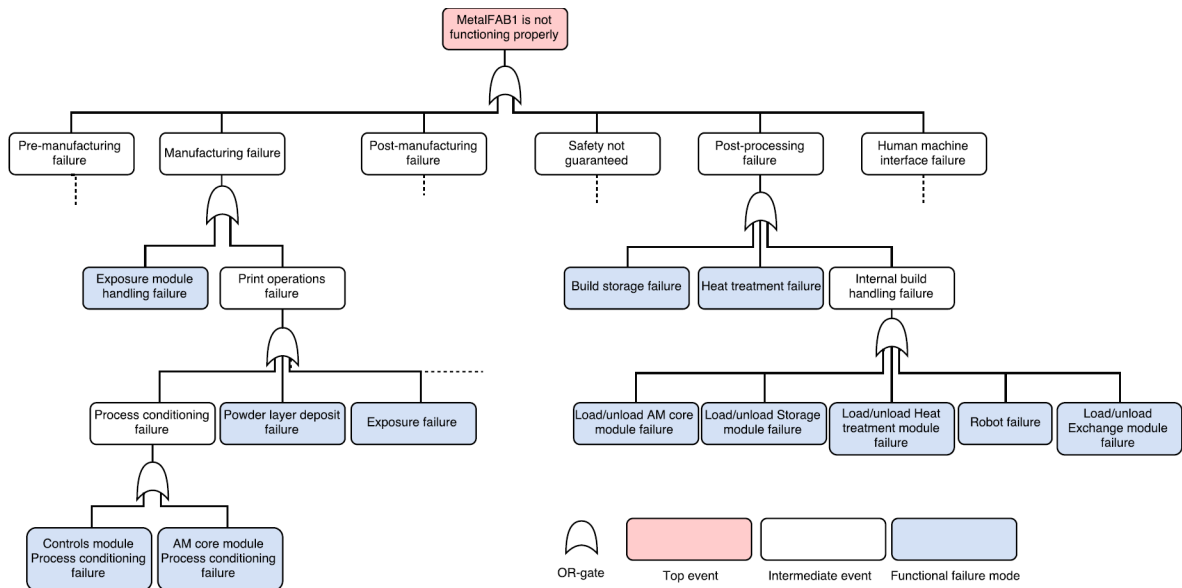 MetalFAB1 is not
functioning properly
Pre-manufacturing
failure
Manufacturing failure
Post-manufacturing
failure
Safety not
guaranteed
Post-processing
failure
Human machine
interface failure
Exposure module
handling failure
Print operations
failure
Build storage failure
Heat treatment failure
Internal build
handling failure
Process conditioning
failure
Powder layer deposit
failure
Exposure failure
Load/unload AM core
module failure
Load/unload Storage
module failure
Load/unload Heat
treatment module
failure
Robot failure
Load/unload
Exchange module
failure
Controls module
Process conditioning
failure
AM core module
Process conditioning
failure
OR-gate
Top event
Intermediate event
Functional failure mode